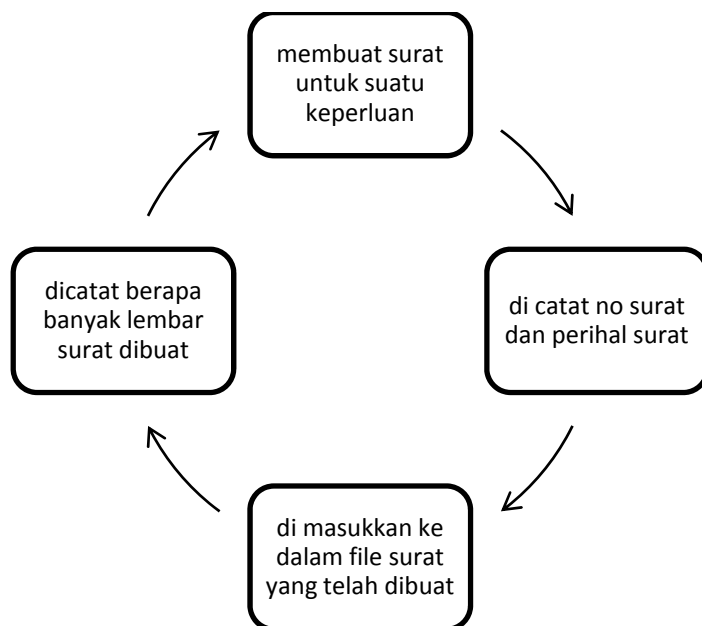 membuat surat
untuk suatu
keperluan
di catat no surat
dan perihal surat
di masukkan ke
dalam file surat
yang telah dibuat
dicatat berapa
banyak lembar
surat dibuat